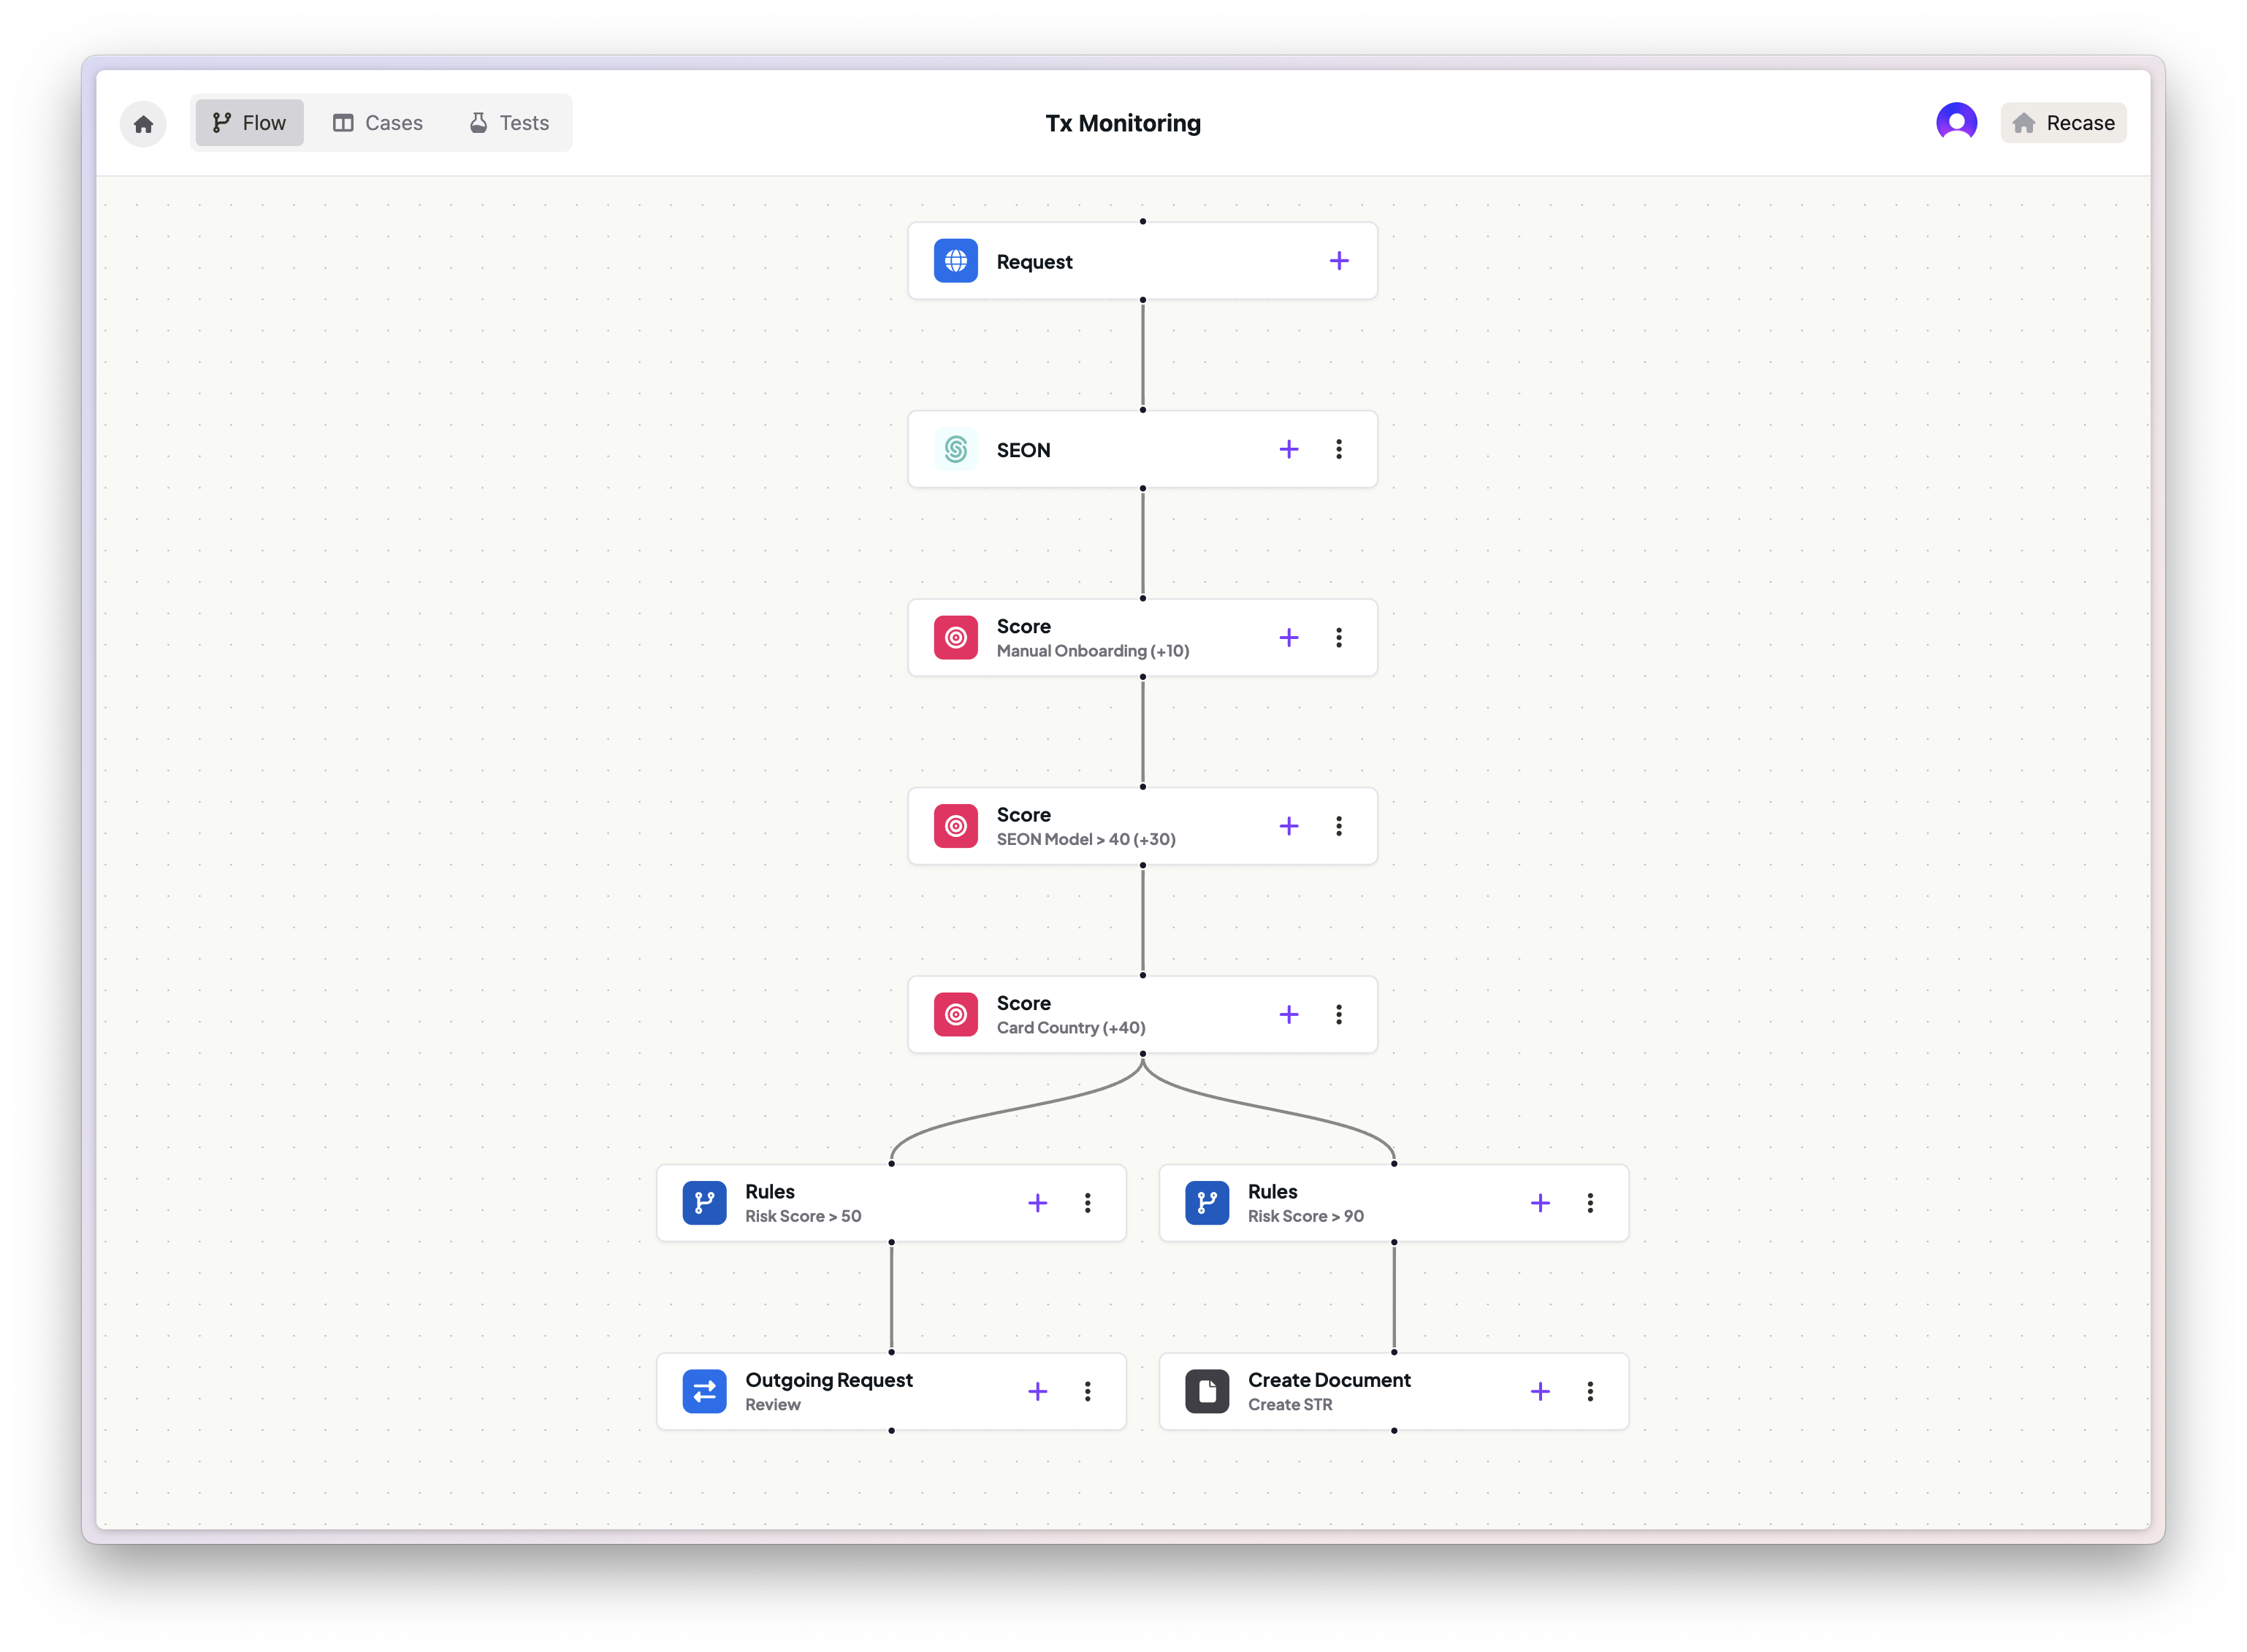 Flow
Cases
Tests
Tx Monitoring
Recase
Request
SEON
Score
Manual Onboarding (+10)
Score
SEON Model > 40 (+30)
Score
Card Country (+40)
Rules
Risk Score > 50
Rules
Risk Score > 90
Outgoing Request
Review
Create Document
Create STR